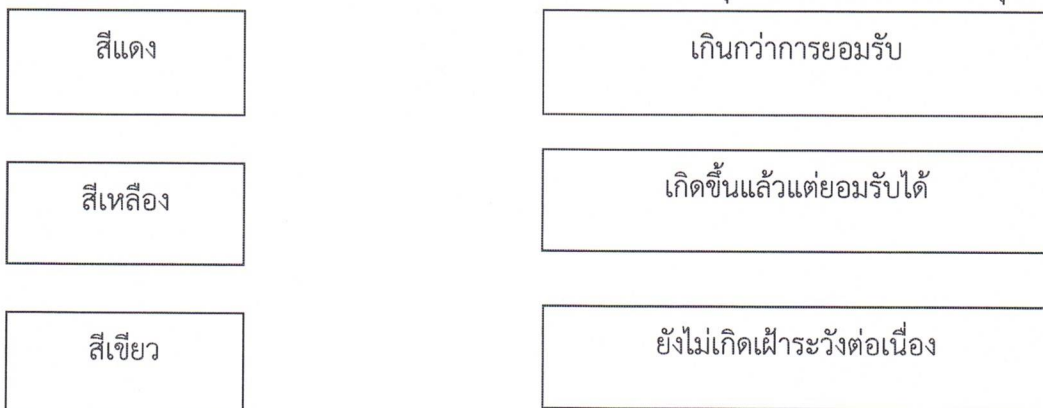 สีแดง
เกินกว่าการยอมรับ
สีเหลือง
เกิดขึ้นแล้วแต่ยอมรับได้
สีเขียว
ยังไม่เกิดเฝ้าระวังต่อเนื่อง